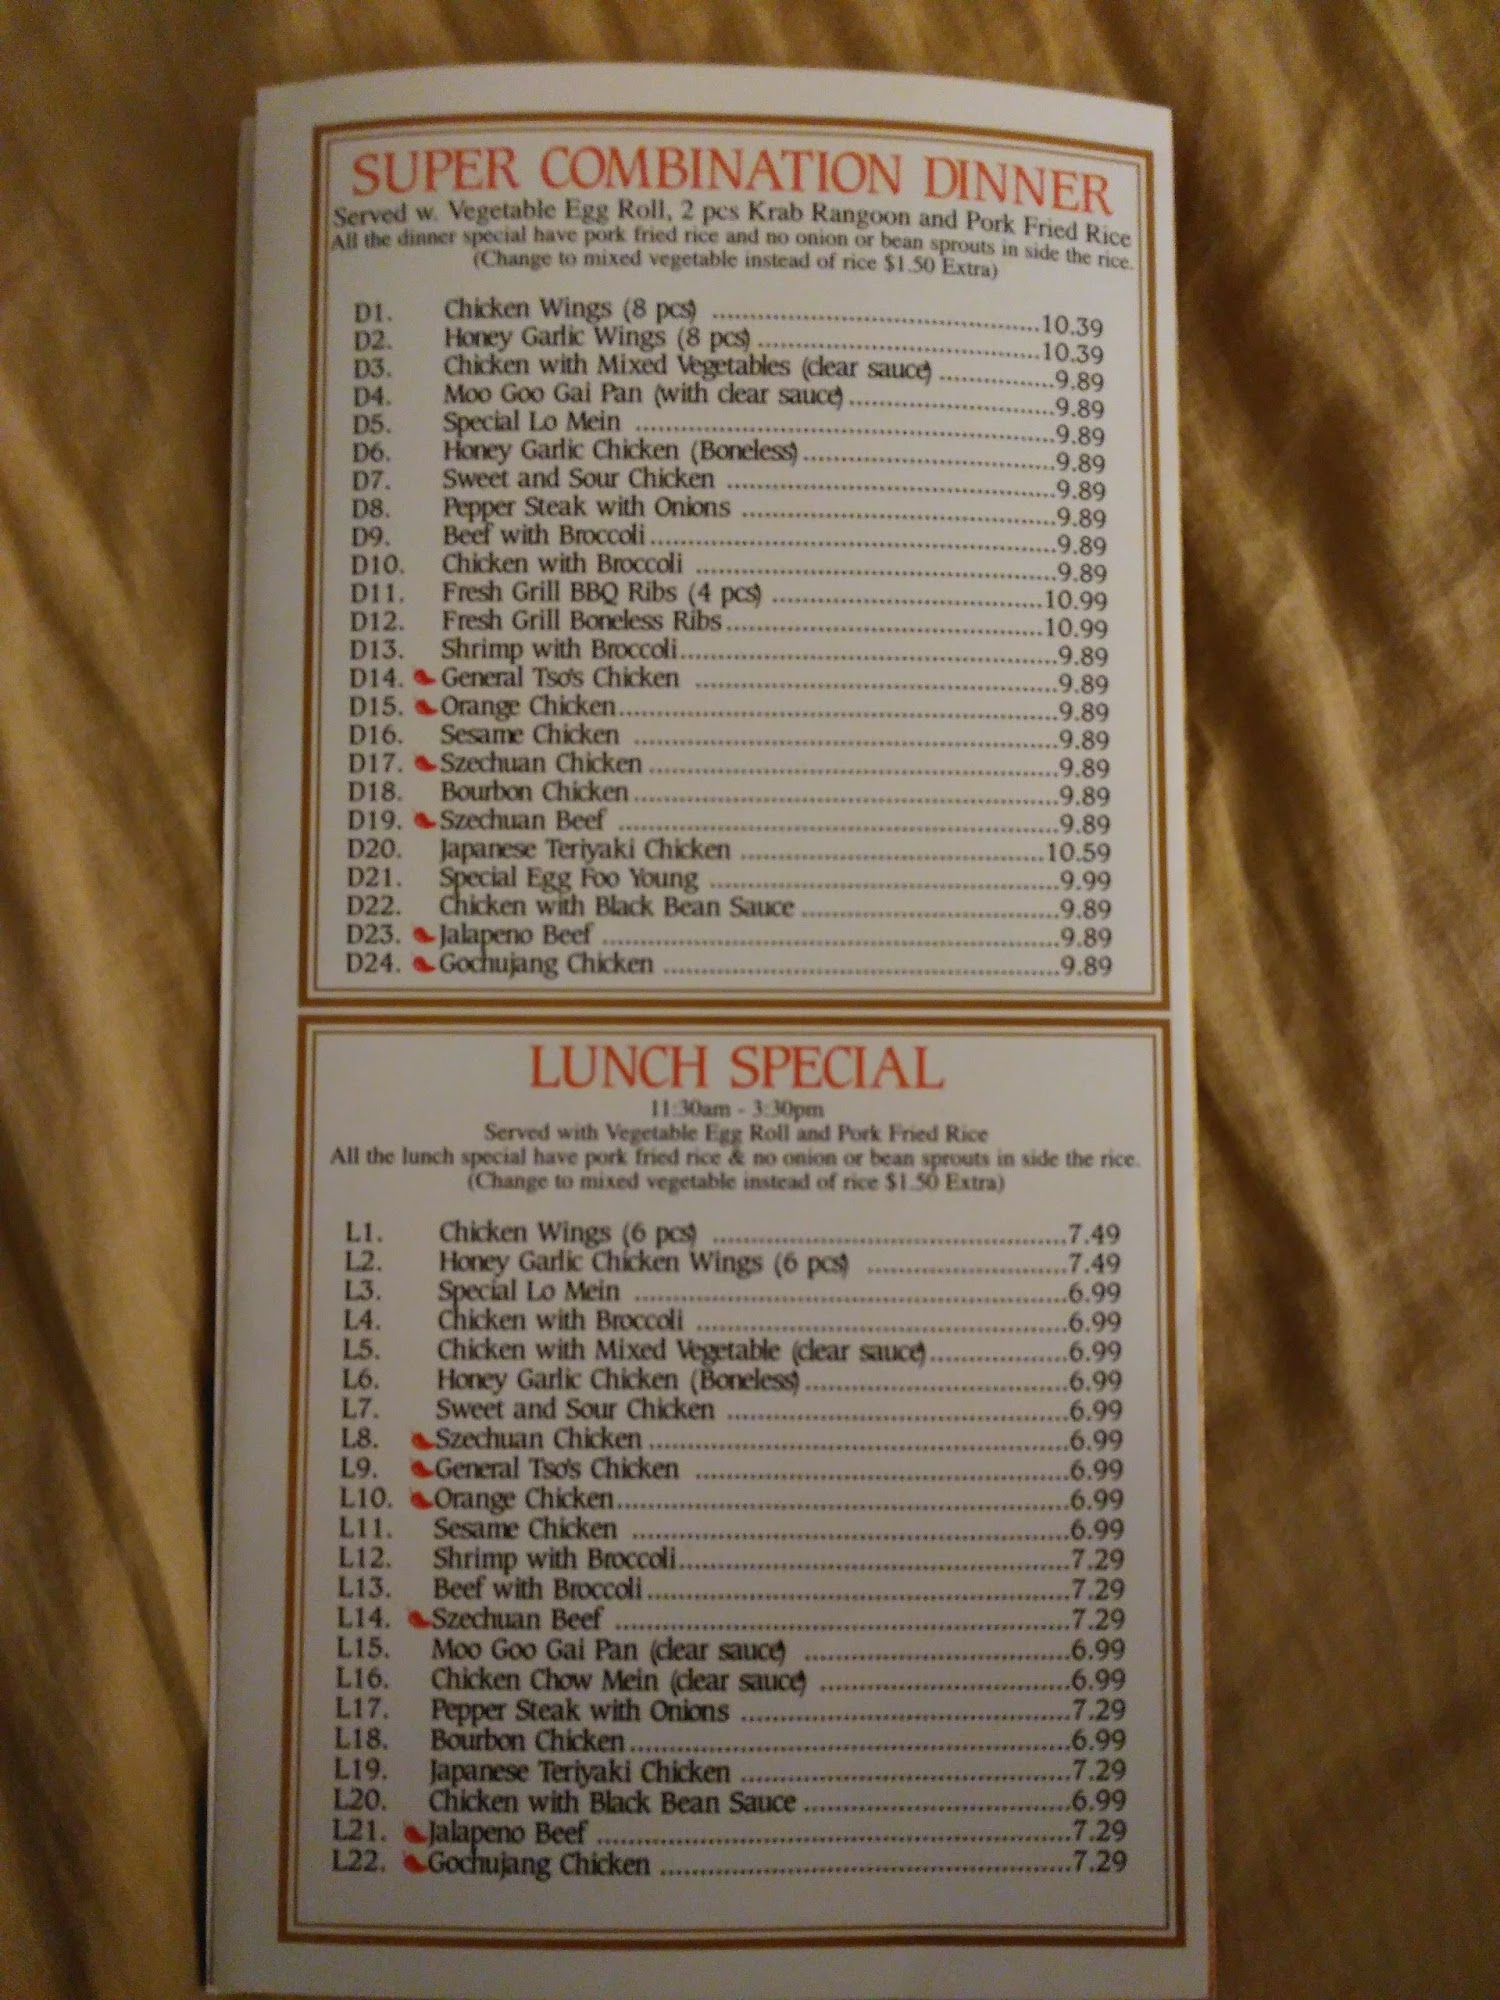 SUPER COMBINATION DINNER
Served w. Vegetable Egg Roll, 2 pcs Krab Rangoon and Pork Fried Rice
All the dinner special have pork fried rice and no onion or bean sprouts in side the rice.
(Change to mixed vegetable instead of rice $1.50 Extra)
D1. Chicken Wings (8 pcs) 10.39
D2. Honey Garlic Wings (8 pcs) 10.39
D3. Chicken with Mixed Vegetables (clear sauce) 9.89
D4. Moo Goo Gai Pan (with clear sauce) 9.89
D5. Special Lo Mein 9.89
D6. Honey Garlic Chicken (Boneless) 9.89
D7. Sweet and Sour Chicken 9.89
D8. Pepper Steak with Onions 9.89
D9. Beef with Broccoli 9.89
D10. Chicken with Broccoli 9.89
D11. Fresh Grill BBQ Ribs (4 pcs) 10.99
D12. Fresh Grill Boneless Ribs 10.99
D13. Shrimp with Broccoli 9.89
D14. General Tso's Chicken 9.89
D15. Orange Chicken 9.89
D16. Sesame Chicken 9.89
D17. Szechuan Chicken 9.89
D18. Bourbon Chicken 9.89
D19. Szechuan Beef 9.89
D20. Japanese Teriyaki Chicken 10.59
D21. Special Egg Foo Young 9.99
D22. Chicken with Black Bean Sauce 9.89
D23. Jalapeno Beef 9.89
D24. Gochujang Chicken 9.89
LUNCH SPECIAL
11:30am - 3:30pm
Served with Vegetable Egg Roll and Pork Fried Rice
All the lunch special have pork fried rice & no onion or bean sprouts in side the rice.
(Change to mixed vegetable instead of rice $1.50 Extra)
L1. Chicken Wings (6 pcs) 7.49
L2. Honey Garlic Chicken Wings (6 pcs) 7.49
L3. Special Lo Mein 6.99
L4. Chicken with Broccoli 6.99
L5. Chicken with Mixed Vegetable (clear sauce) 6.99
L6. Honey Garlic Chicken (Boneless) 6.99
L7. Sweet and Sour Chicken 6.99
L8. Szechuan Chicken 6.99
L9. General Tso's Chicken 6.99
L10. Orange Chicken 6.99
L11. Sesame Chicken 6.99
L12. Shrimp with Broccoli 7.29
L13. Beef with Broccoli 7.29
L14. Szechuan Beef 7.29
L15. Moo Goo Gai Pan (clear sauce) 6.99
L16. Chicken Chow Mein (clear sauce) 6.99
L17. Pepper Steak with Onions 7.29
L18. Bourbon Chicken 6.99
L19. Japanese Teriyaki Chicken 7.29
L20. Chicken with Black Bean Sauce 6.99
L21. Jalapeno Beef 7.29
L22. Gochujang Chicken 7.29